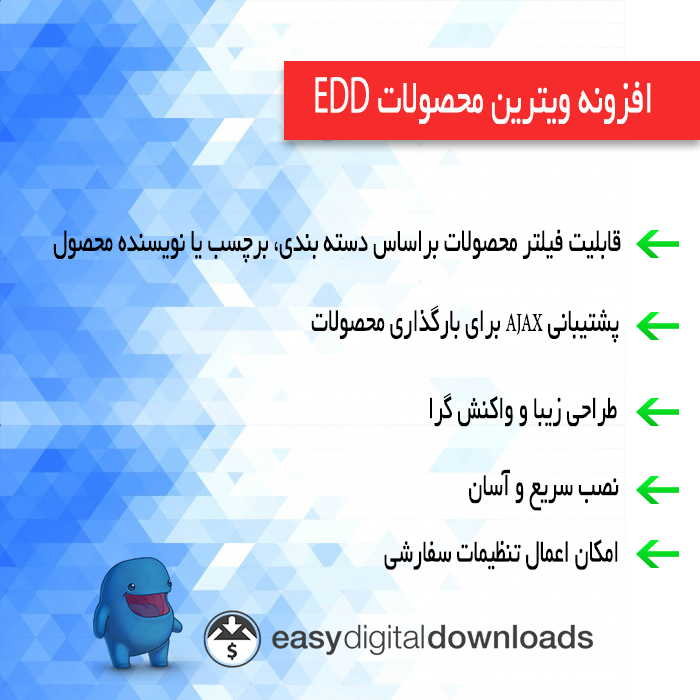 افزونه ویترین محصولات EDD
قابلیت فیلتر محصولات براساس دسته بندی، برچسب یا نویسنده محصول
پشتیبانی AJAX برای بارگذاری محصولات
طراحی زیبا و واکنش گرا
نصب سریع و آسان
امکان اعمال تنظیمات سفارشی
$ easydigitaldownloads